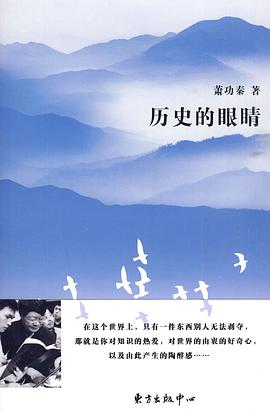 萧功秦 著
历史的眼睛
在这个世界上，只有一件东西别人无法剥夺，
那就是你对知识的热爱，对世界的由衷的好奇心，
以及由此产生的陶醉感……
东方出版中心